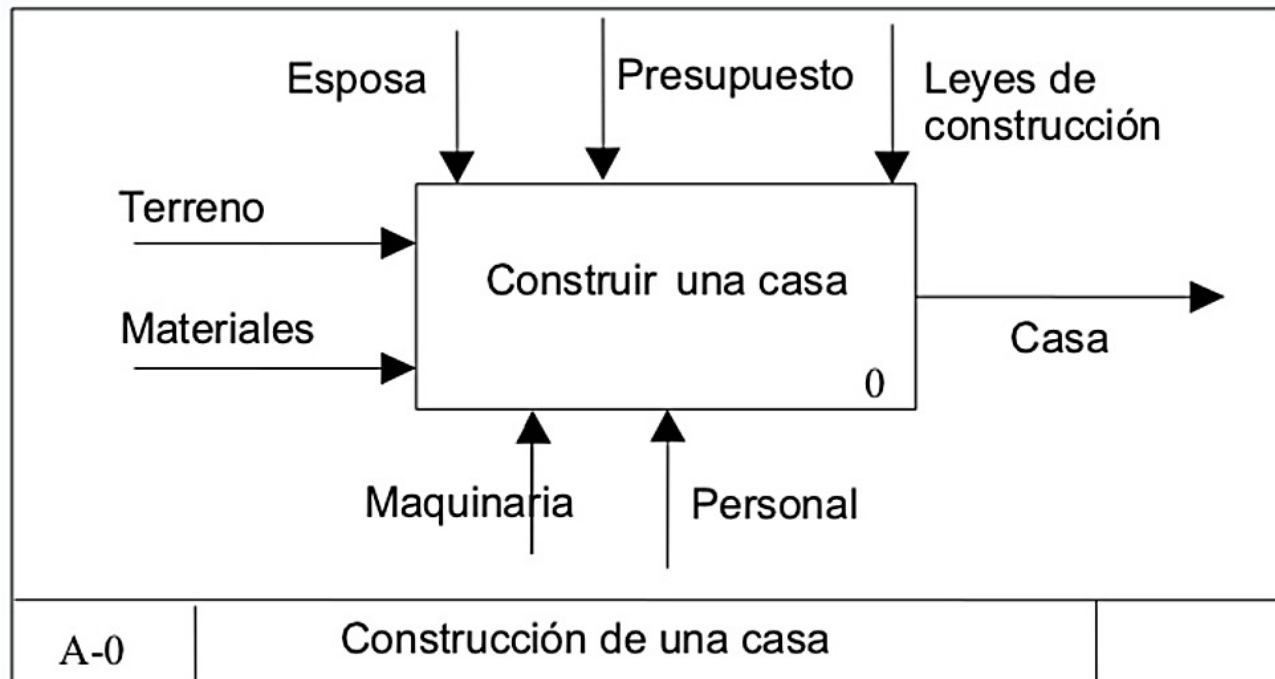 Esposa
Presupuesto
Leyes de
construcción
Terreno
Construir una casa
Materiales
Casa
0
Maquinaria
Personal
A-0
Construcción de una casa